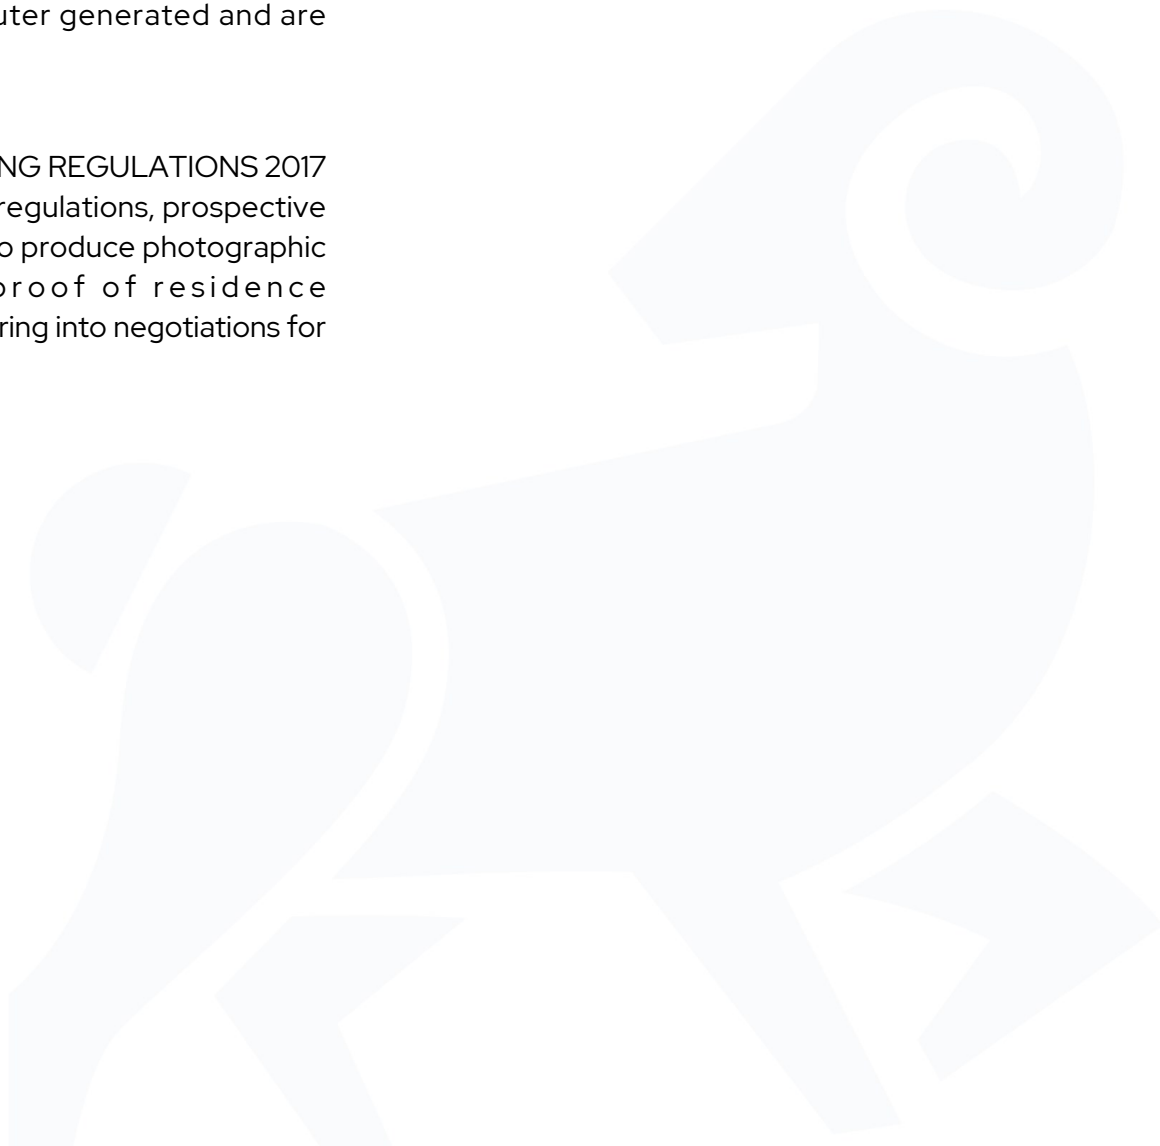 uter generated and are
NG REGULATIONS 2017
regulations, prospective
o produce photographic
proof of residence
ring into negotiations for